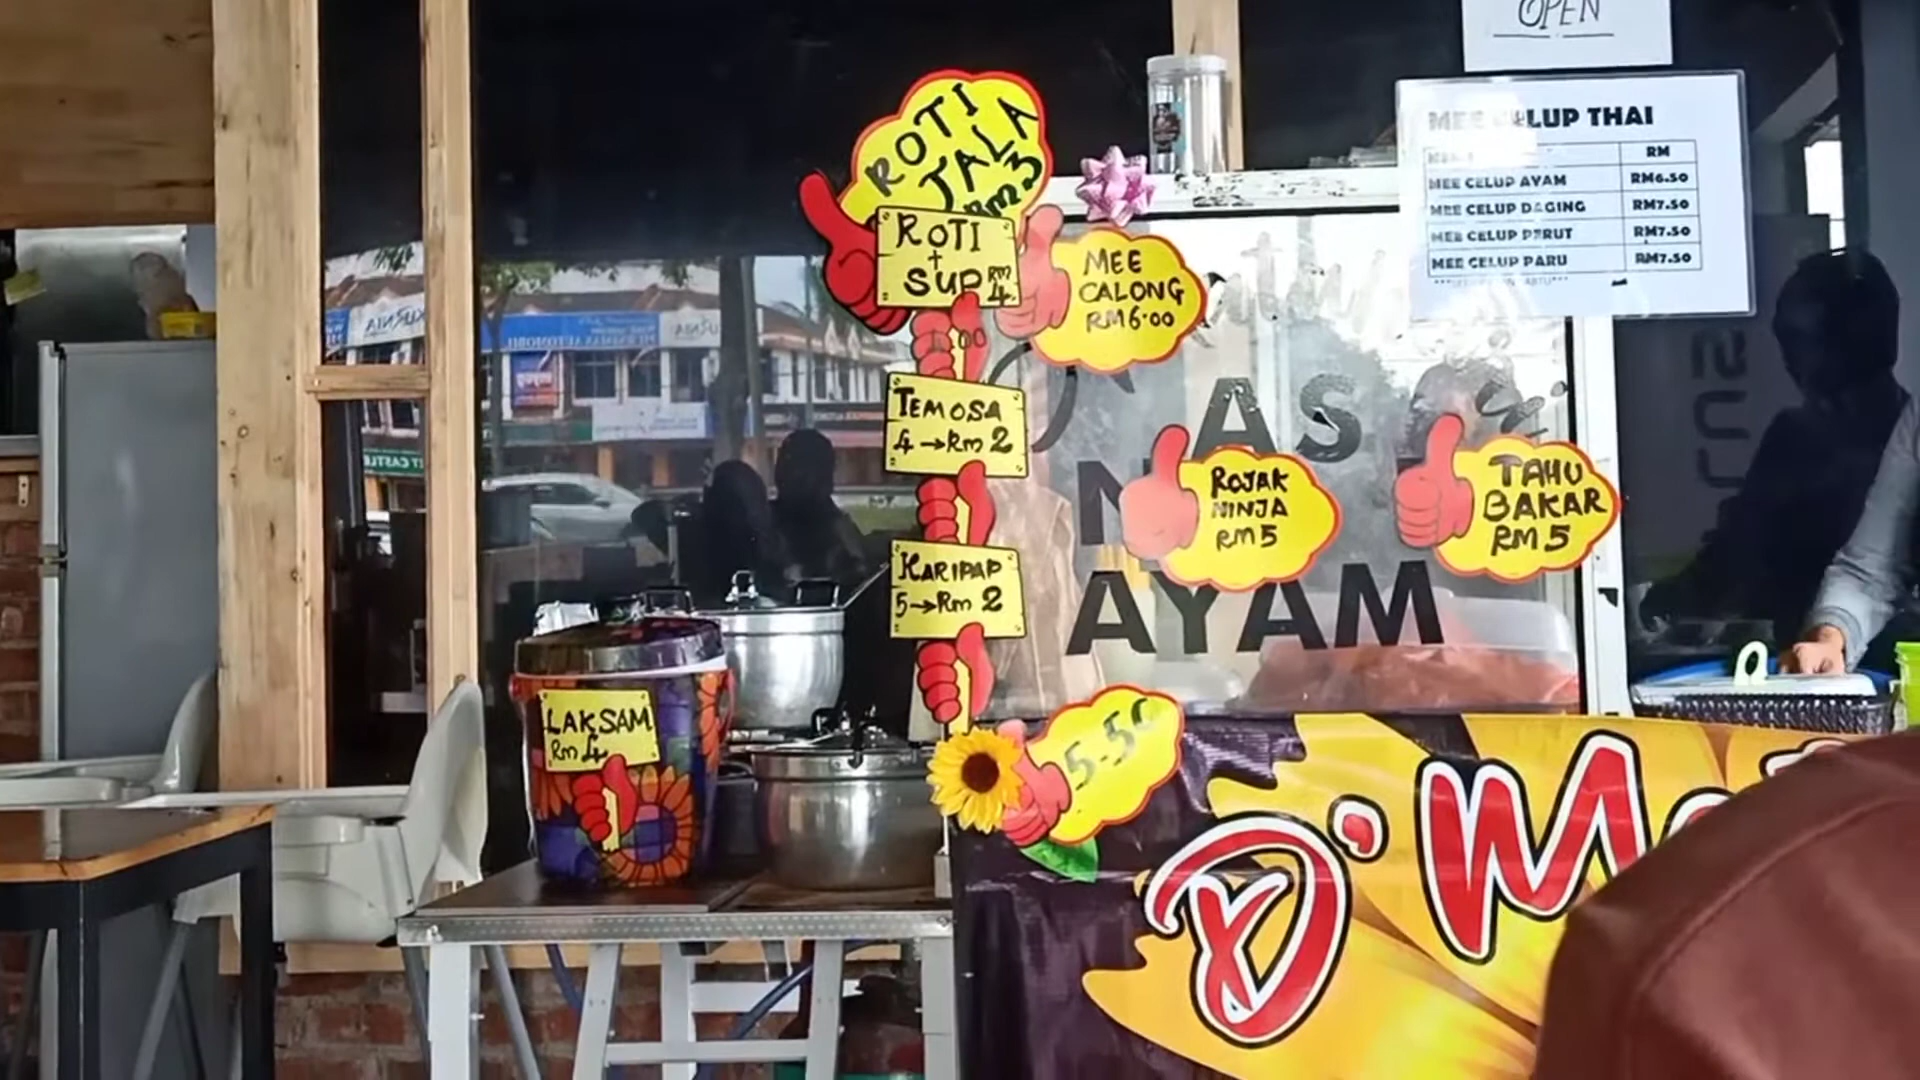 OPEN
MEE CELUP THAI
RM
MEE CELUP AYAM RM6.50
MEE CELUP DAGING RM7.50
MEE CELUP PERUT RM7.50
MEE CELUP PARU RM7.50
ROTI
JALA
RM3
ROTI
+
SUP RM
4
MEE
CALONG
RM6.00
TEMOSA
4→Rm 2
ROJAK
NINJA
RM5
TAHU
BAKAR
RM5
KARIPAP
5→Rm 2
AYAM
LAKSAM
Rm 4
5.50
D'M